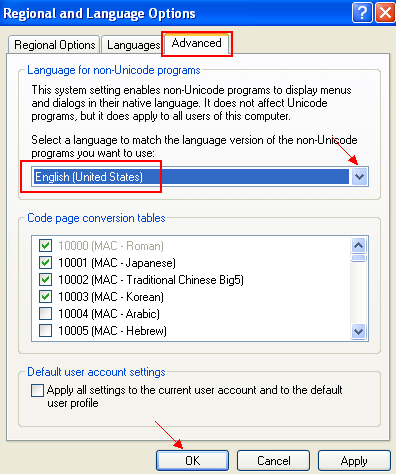 Regional and Language Options
Regional Options Languages Advanced
Language for non-Unicode programs
This system setting enables non-Unicode programs to display menus
and dialogs in their native language. It does not affect Unicode
programs, but it does apply to all users of this computer.
Select a language to match the language version of the non-Unicode
programs you want to use:
English (United States)
Code page conversion tables
10000 (MAC - Roman)
10001 (MAC - Japanese)
10002 (MAC - Traditional Chinese Big5)
10003 (MAC - Korean)
10004 (MAC - Arabic)
10005 (MAC - Hebrew)
Default user account settings
Apply all settings to the current user account and to the default
user profile
OK Cancel Apply